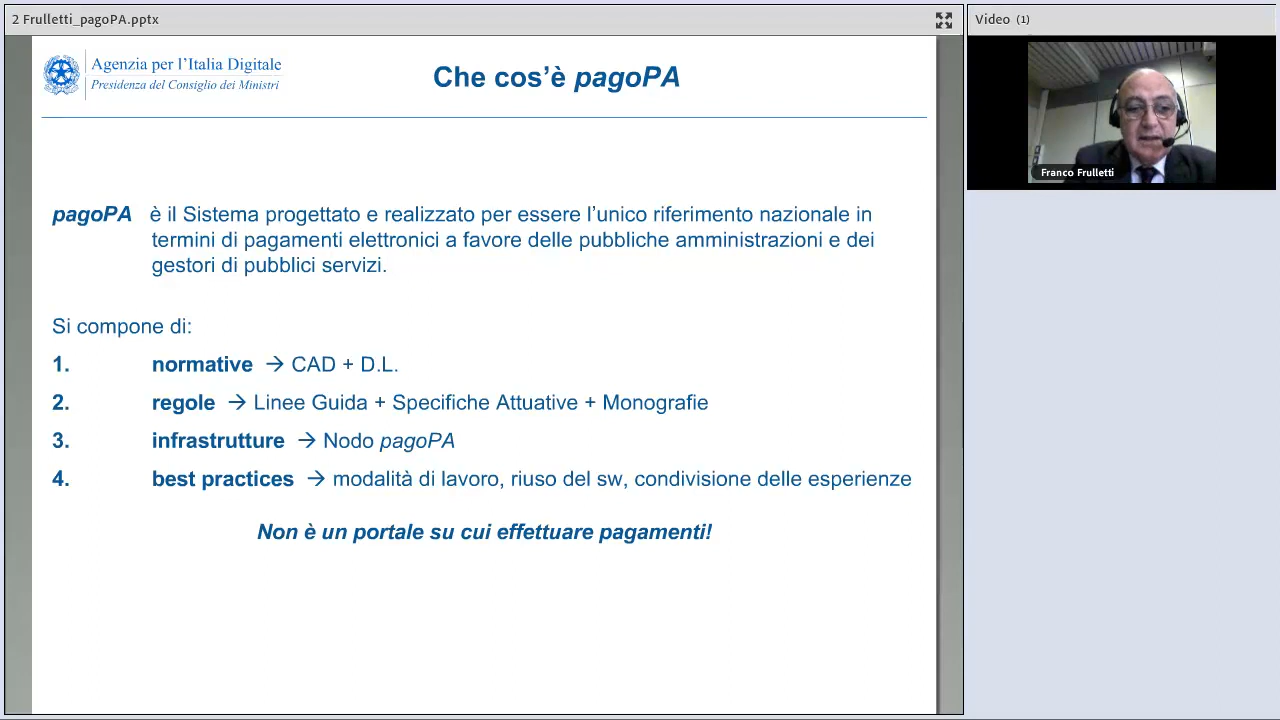 2 Frulletti_pagoPA.pptx
Video (1)
Agenzia per l'Italia Digitale
Presidenza del Consiglio dei Ministri
Che cos'è pagoPA
Franco Frulletti
pagoPA è il Sistema progettato e realizzato per essere l'unico riferimento nazionale in
termini di pagamenti elettronici a favore delle pubbliche amministrazioni e dei
gestori di pubblici servizi.
Si compone di:
1. normative → CAD + D.L.
2. regole → Linee Guida + Specifiche Attuative + Monografie
3. infrastrutture → Nodo pagoPA
4. best practices → modalità di lavoro, riuso del sw, condivisione delle esperienze
Non è un portale su cui effettuare pagamenti!